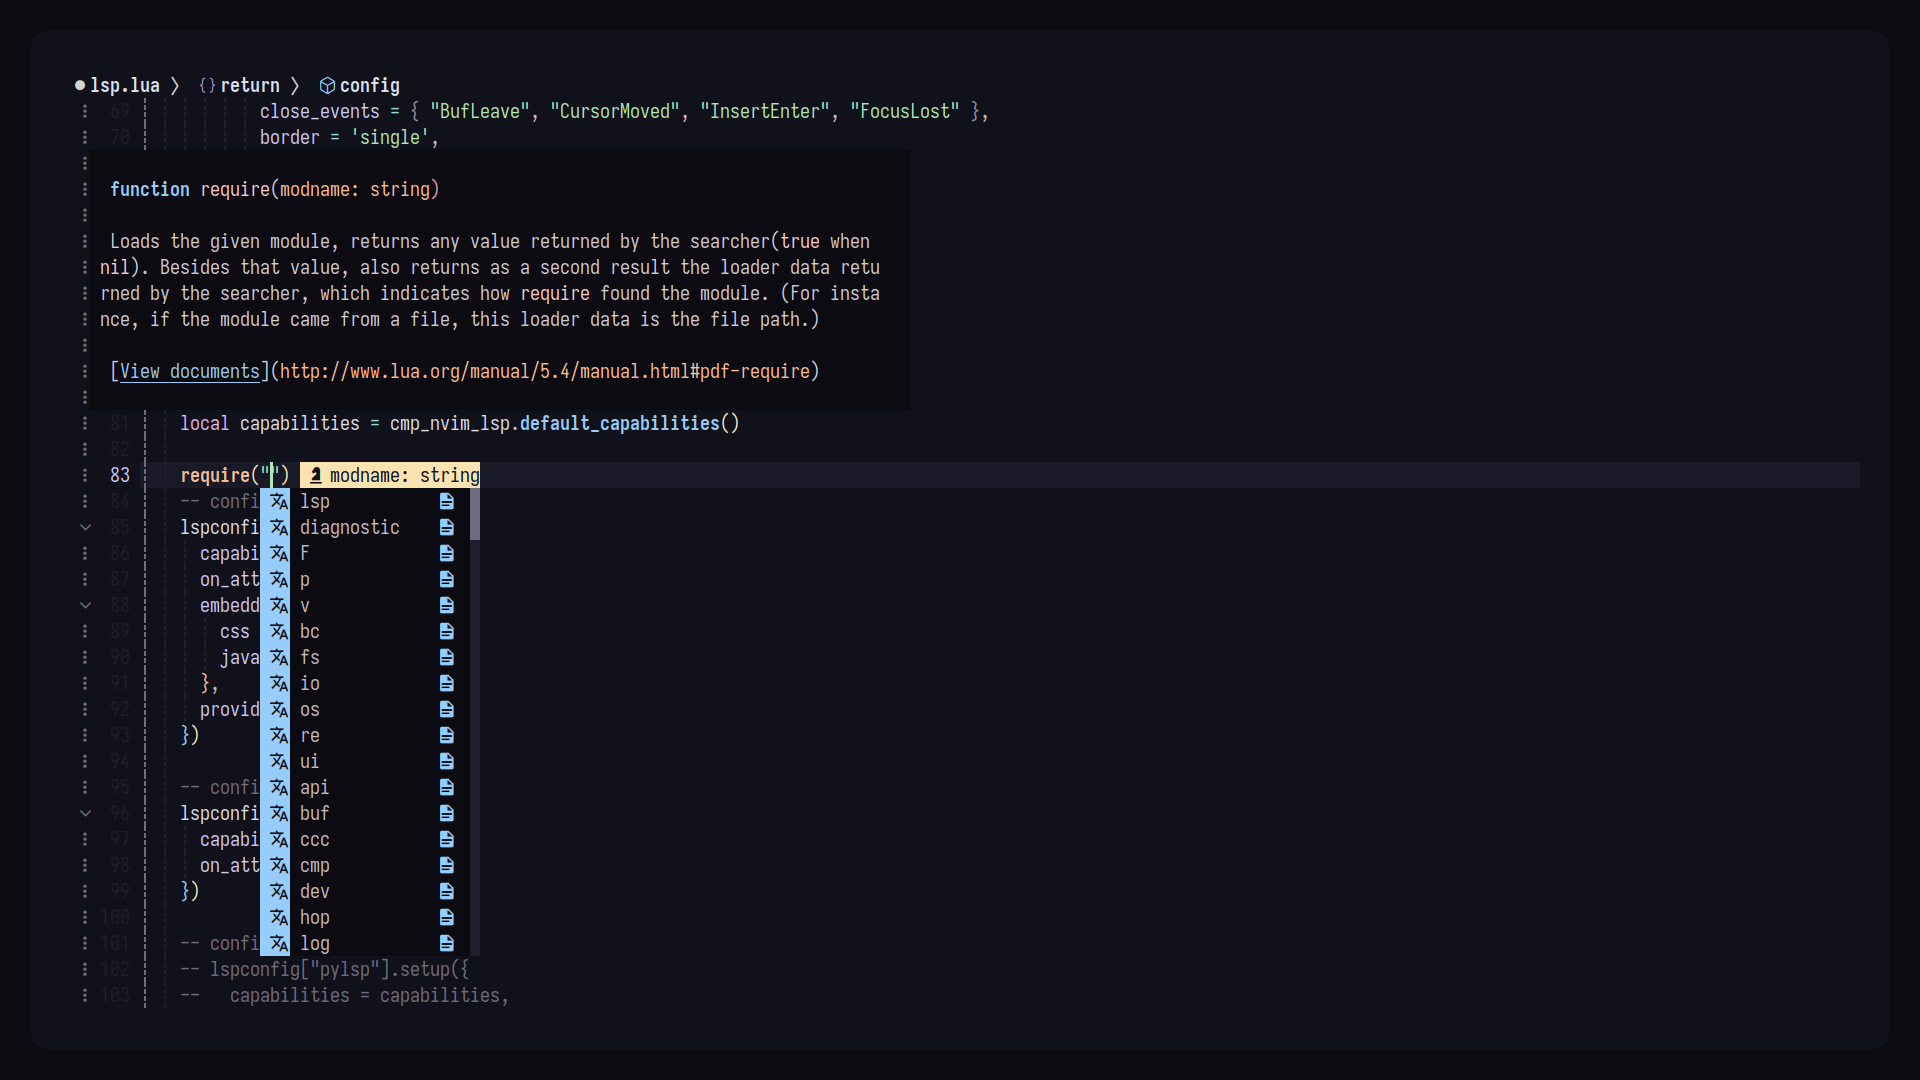 lsp.lua 〉 {} return 〉 config
69 close_events = { "BufLeave", "CursorMoved", "InsertEnter", "FocusLost" },
70 border = 'single',
function require(modname: string)
Loads the given module, returns any value returned by the searcher(true when
nil). Besides that value, also returns as a second result the loader data retu
rned by the searcher, which indicates how require found the module. (For insta
nce, if the module came from a file, this loader data is the file path.)
[View documents](http://www.lua.org/manual/5.4/manual.html#pdf-require)
81 local capabilities = cmp_nvim_lsp.default_capabilities()
82
83 require("") modname: string
84 -- confi lsp
85 lspconfi diagnostic
86 capabi F
87 on_att p
88 embedd v
89 css bc
90 java fs
91 }, io
92 provid os
93 }) re
94 ui
95 -- confi api
96 lspconfi buf
97 capabi ccc
98 on_att cmp
99 }) dev
100 hop
101 -- confi log
102 -- lspconfig["pylsp"].setup({
103 -- capabilities = capabilities,